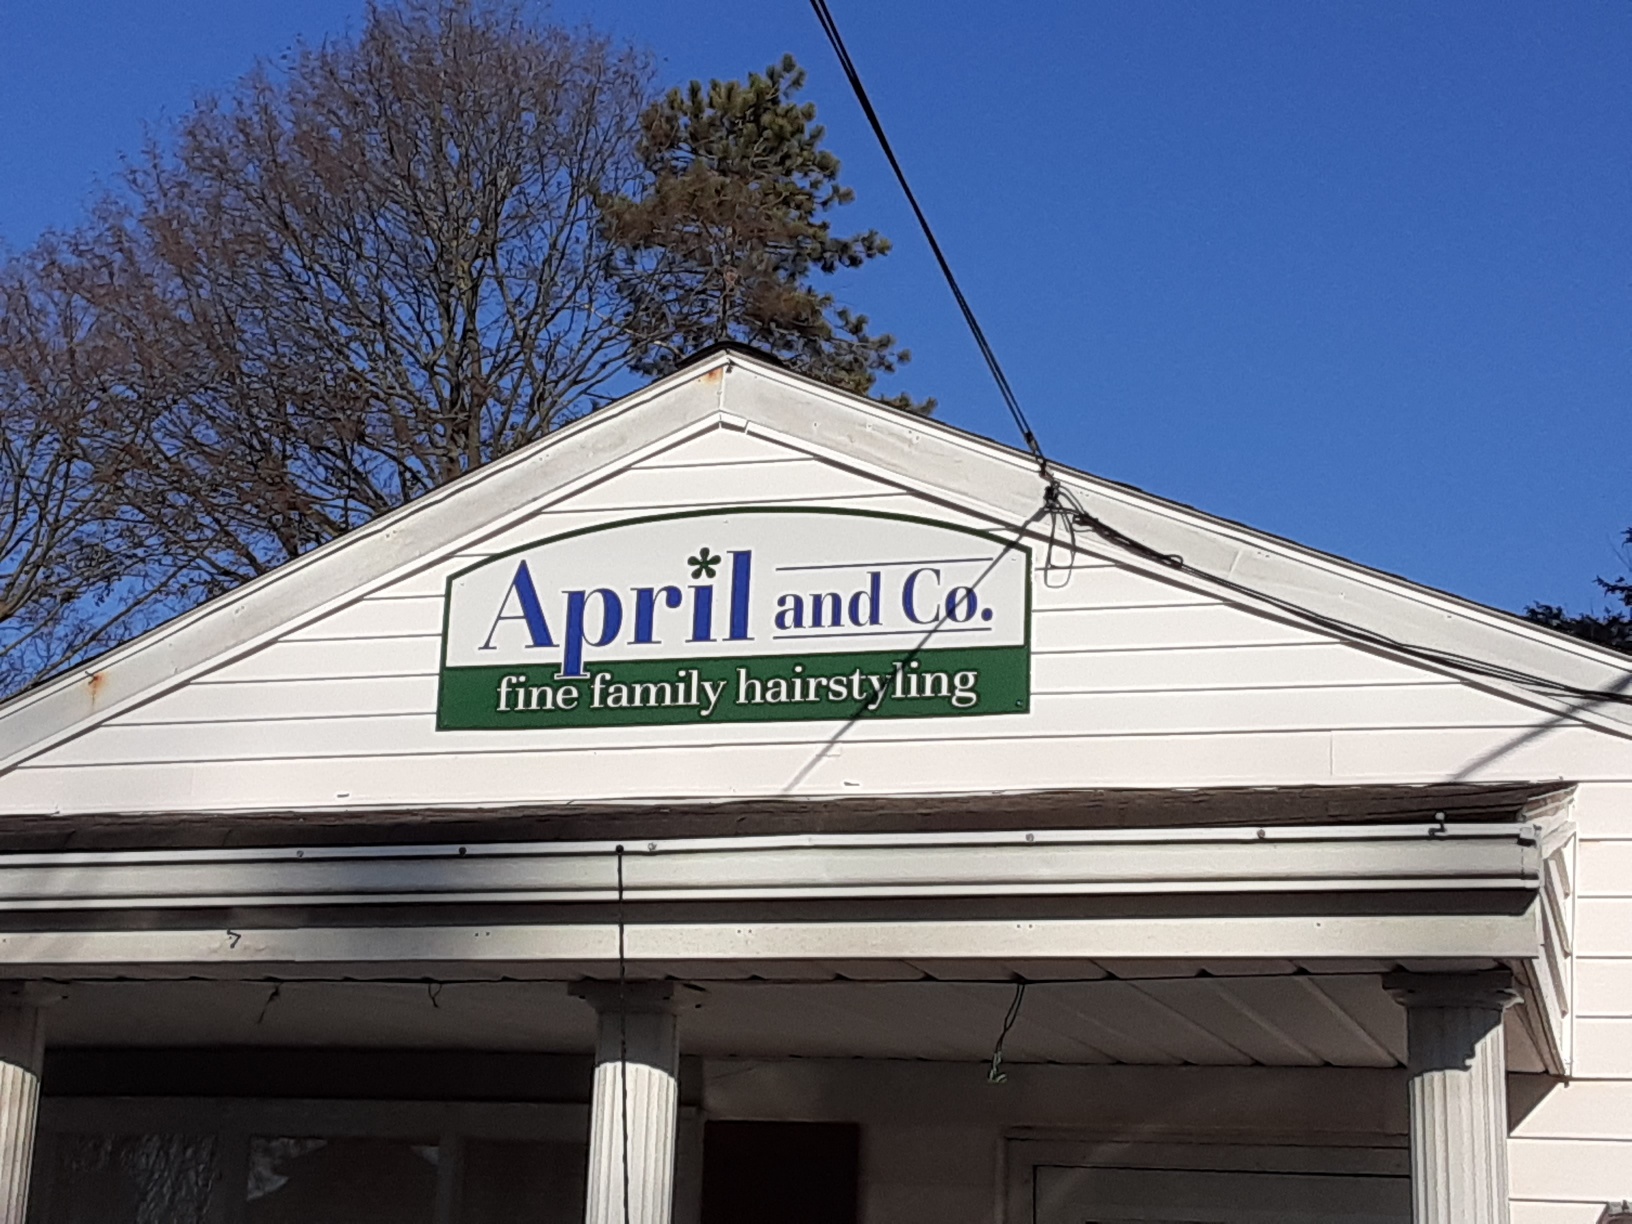 April and Co.
fine family hairstyling